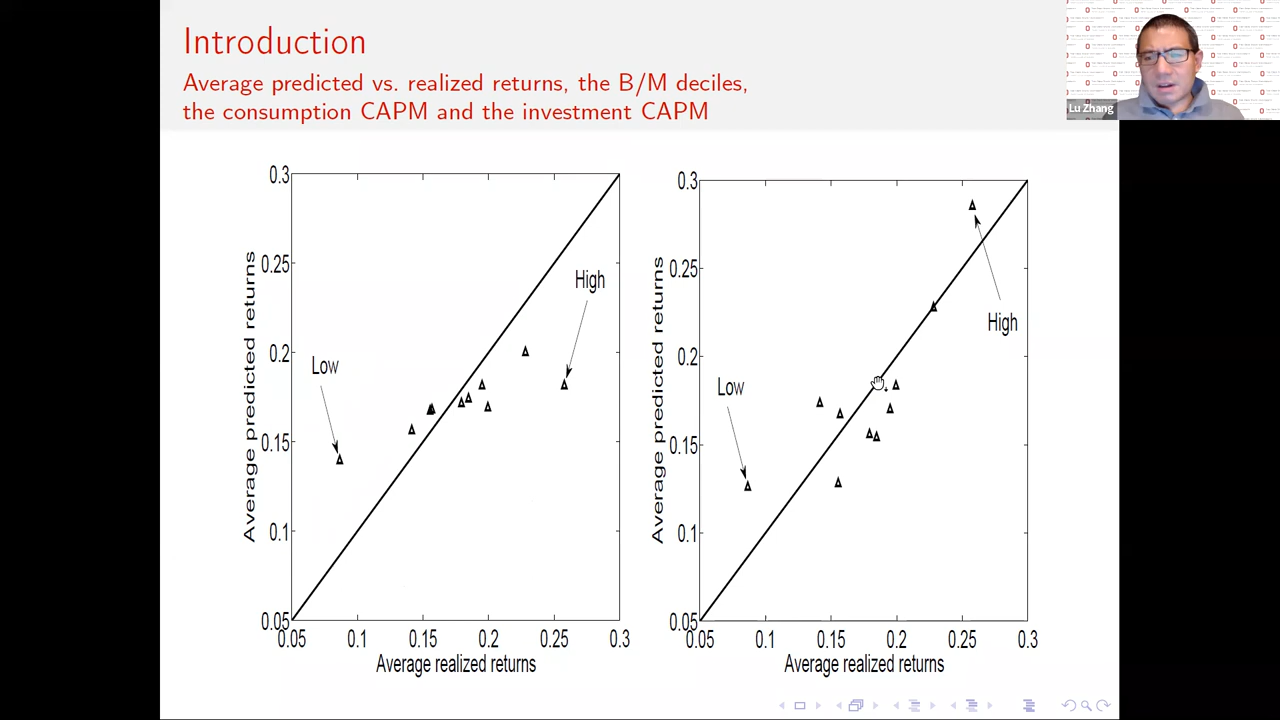 Introduction
Average predicted vs. realized returns, the B/M deciles,
the consumption CAPM and the investment CAPM
Lu Zhang
0.3
0.25
0.2
0.15
0.1
0.05
Average predicted returns
Low
High
0.05 0.1 0.15 0.2 0.25 0.3
Average realized returns
0.3
0.25
0.2
0.15
0.1
0.05
Average predicted returns
Low
High
0.05 0.1 0.15 0.2 0.25 0.3
Average realized returns